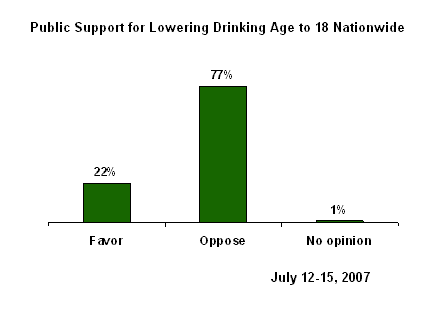 Public Support for Lowering Drinking Age to 18 Nationwide
77%
22%
1%
Favor Oppose No opinion
July 12-15, 2007